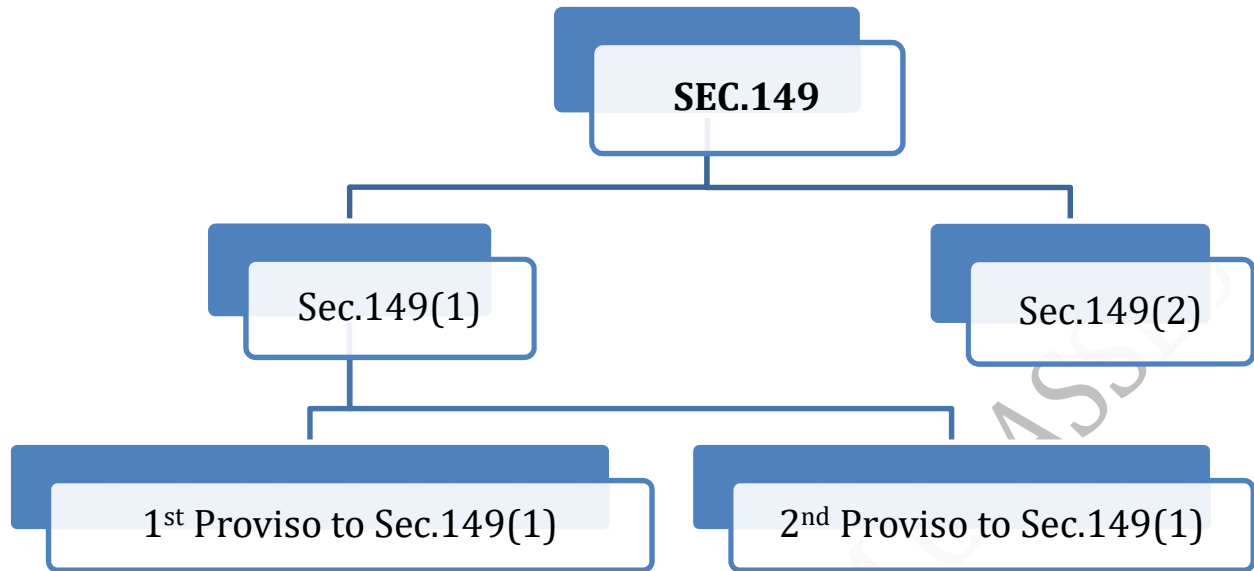 SEC.149
Sec.149(1)
Sec.149(2)
1st Proviso to Sec.149(1)
2nd Proviso to Sec.149(1)